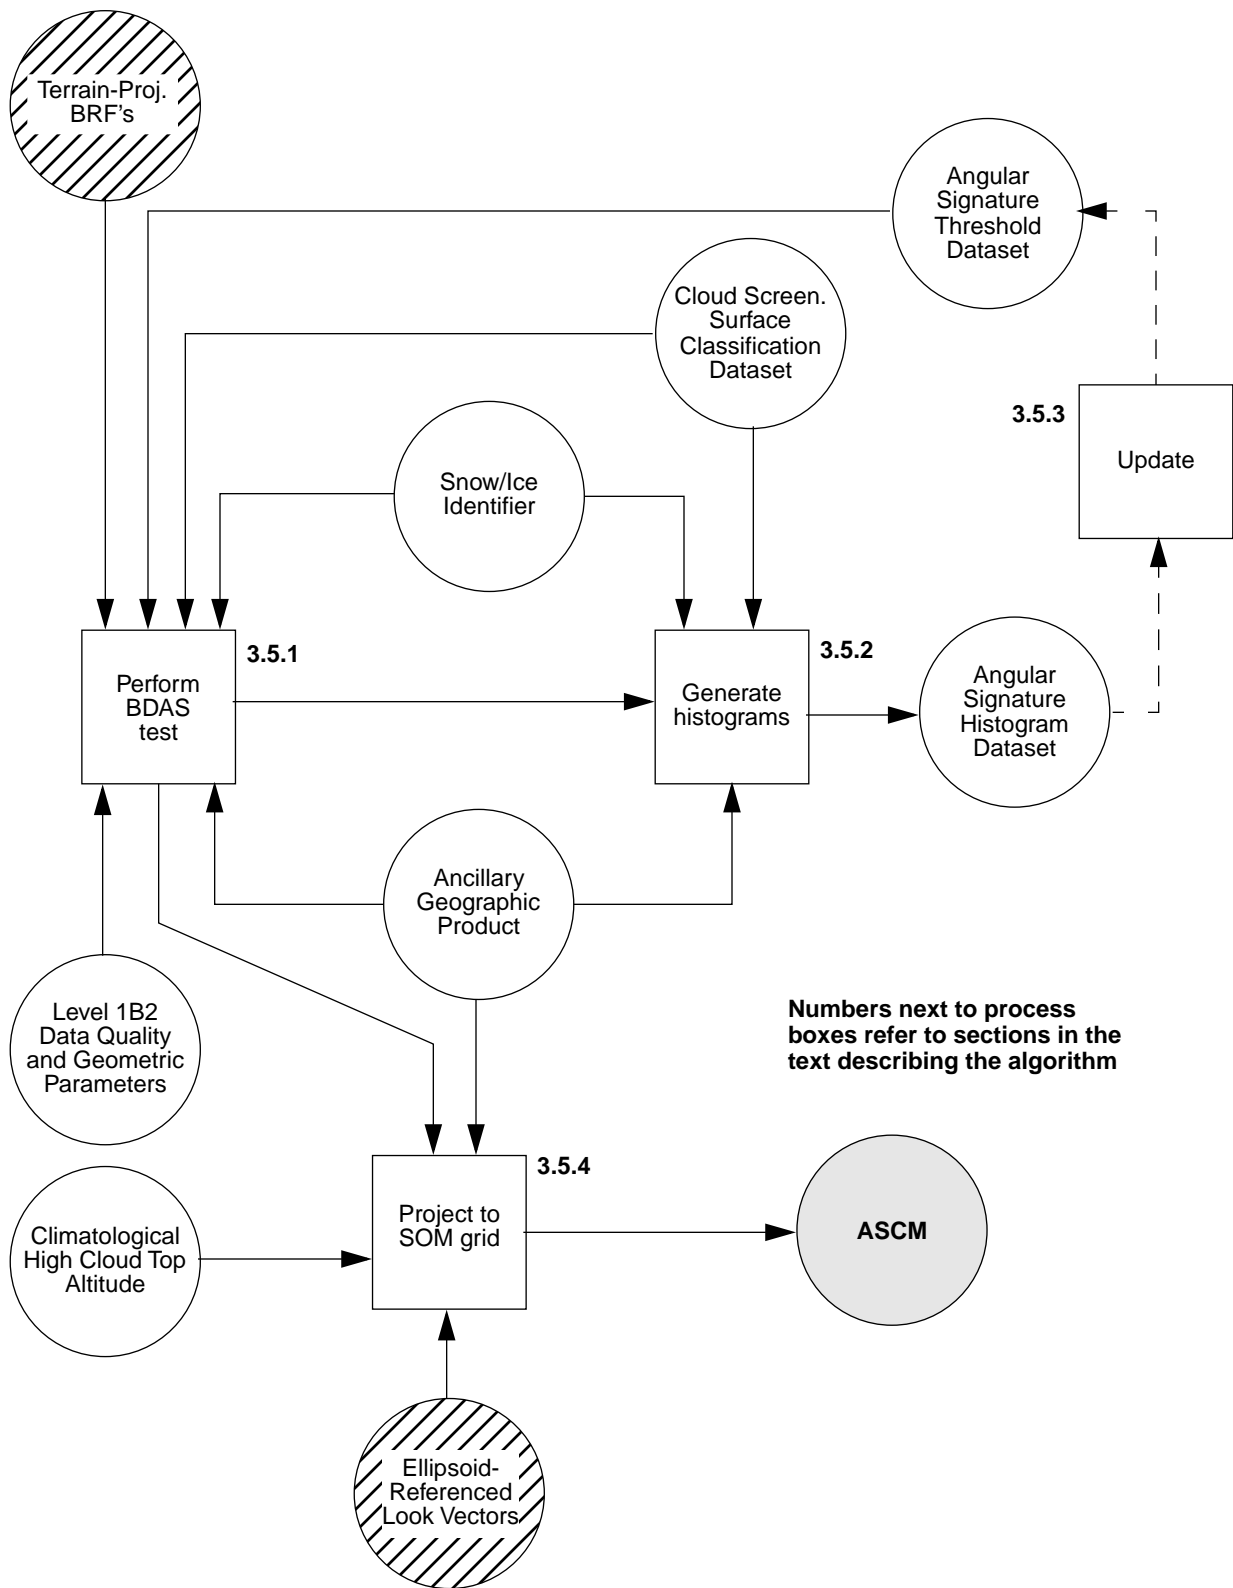 Terrain-Proj.
BRF's
Angular
Signature
Threshold
Dataset
Cloud Screen.
Surface
Classification
Dataset
3.5.3
Update
Snow/Ice
Identifier
3.5.1
Perform
BDAS
test
3.5.2
Generate
histograms
Angular
Signature
Histogram
Dataset
Ancillary
Geographic
Product
Level 1B2
Data Quality
and Geometric
Parameters
Numbers next to process
boxes refer to sections in the
text describing the algorithm
3.5.4
Project to
SOM grid
Climatological
High Cloud Top
Altitude
ASCM
Ellipsoid-
Referenced
Look Vectors